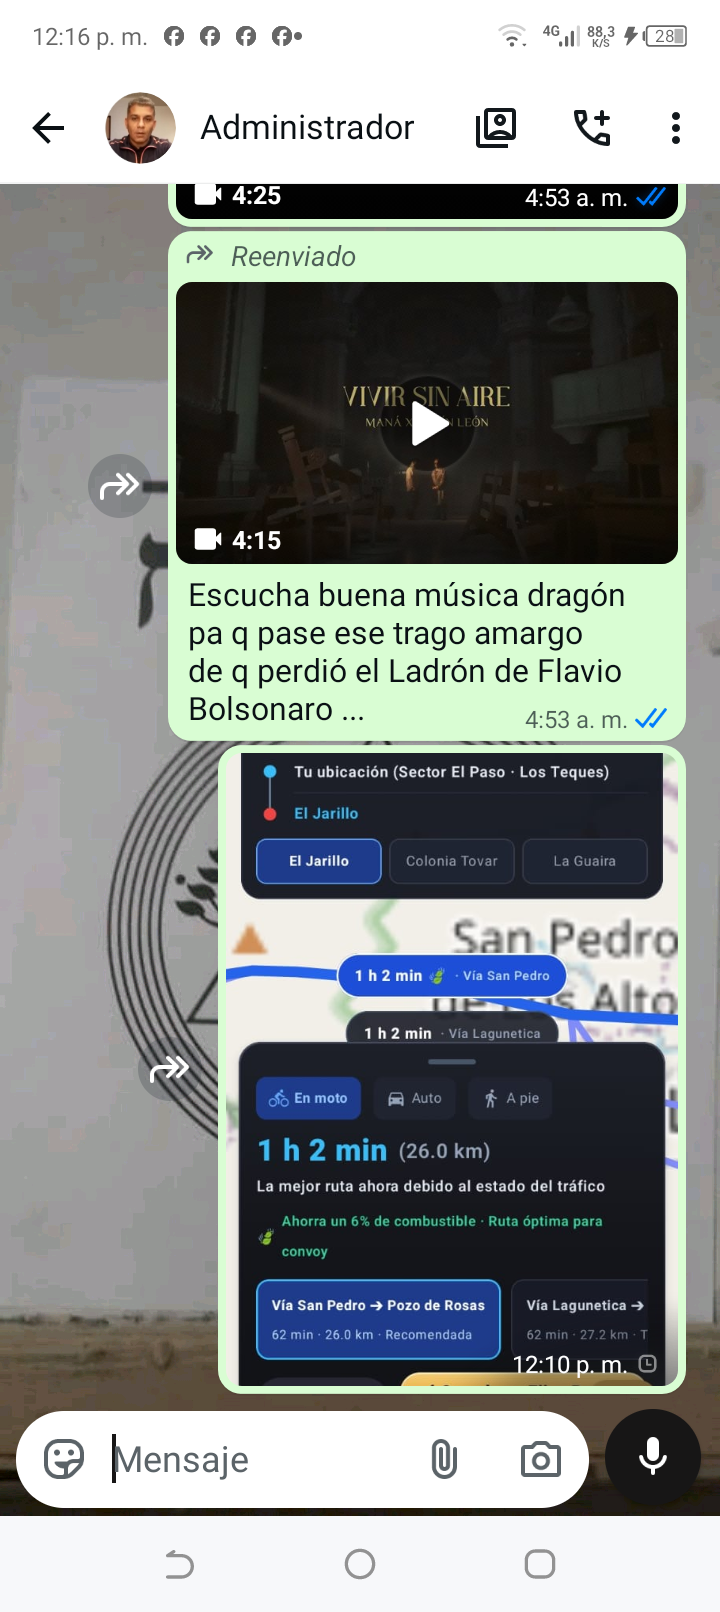 12:16 p. m.
4G
88,3
K/S
28
Administrador
4:25
4:53 a. m.
Reenviado
VIVIR SIN AIRE
MANÁ X
N LEÓN
4:15
Escucha buena música dragón
pa q pase ese trago amargo
de q perdió el Ladrón de Flavio
Bolsonaro ...
4:53 a. m.
Tu ubicación (Sector El Paso · Los Teques)
El Jarillo
El Jarillo
Colonia Tovar
La Guaira
San Pedro
de Los Alto
1 h 2 min · Vía San Pedro
1 h 2 min · Vía Lagunetica
En moto
Auto
A pie
1 h 2 min (26.0 km)
La mejor ruta ahora debido al estado del tráfico
Ahorra un 6% de combustible · Ruta óptima para
convoy
Vía San Pedro → Pozo de Rosas
62 min · 26.0 km · Recomendada
Vía Lagunetica →
62 min · 27.2 km · T
12:10 p. m.
Mensaje